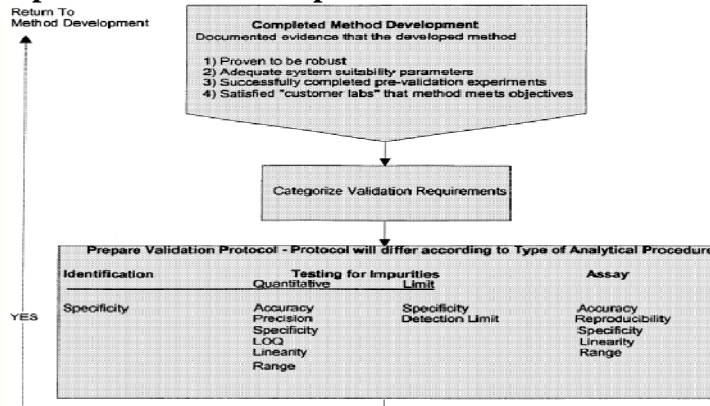 Return To
Method Development
Completed Method Development
Documented evidence that the developed method
1) Proven to be robust
2) Adequate system suitability parameters
3) Successfully completed pre-validation experiments
4) Satisfied "customer labs" that method meets objectives
Categorize Validation Requirements
Prepare Validation Protocol - Protocol will differ according to Type of Analytical Procedure
Identification Testing for Impurities Assay
Quantitative Limit
Specificity Accuracy Specificity Accuracy
Precision Detection Limit Reproducibility
Specificity Specificity
LOQ Linearity
Linearity Range
Range
YES